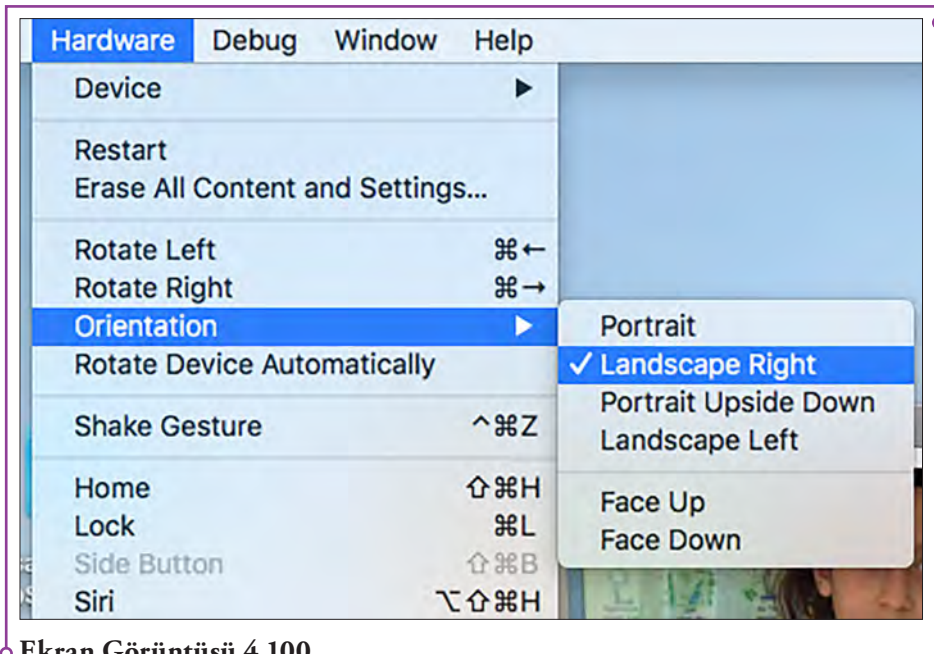 Hardware Debug Window Help
Device ▶
Restart
Erase All Content and Settings...
Rotate Left ⌘←
Rotate Right ⌘→
Orientation ▶
Rotate Device Automatically
Shake Gesture ^⌘Z
Home ⇧⌘H
Lock ⌘L
Side Button ⇧⌘B
Siri ⌥⇧⌘H
Portrait
✓ Landscape Right
Portrait Upside Down
Landscape Left
Face Up
Face Down
Ekran Görüntüsü 4.100